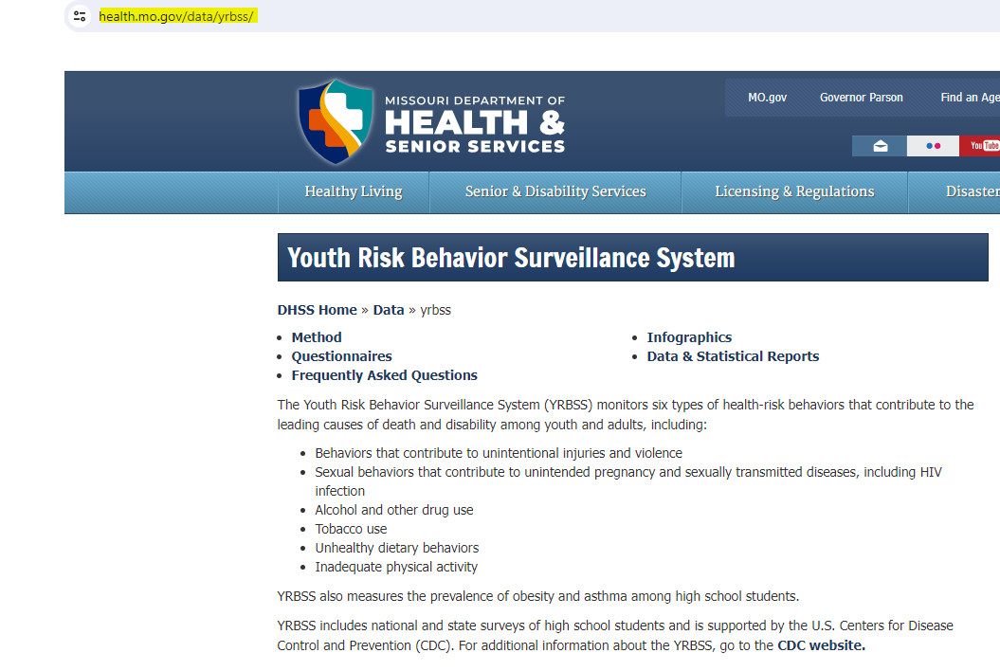 health.mo.gov/data/yrbss/
MISSOURI DEPARTMENT OF
HEALTH &
SENIOR SERVICES
MO.gov Governor Parson Find an Age
You Tube
Healthy Living Senior & Disability Services Licensing & Regulations Disaster
Youth Risk Behavior Surveillance System
DHSS Home » Data » yrbss
• Method
• Questionnaires
• Frequently Asked Questions
• Infographics
• Data & Statistical Reports
The Youth Risk Behavior Surveillance System (YRBSS) monitors six types of health-risk behaviors that contribute to the
leading causes of death and disability among youth and adults, including:
• Behaviors that contribute to unintentional injuries and violence
• Sexual behaviors that contribute to unintended pregnancy and sexually transmitted diseases, including HIV
infection
• Alcohol and other drug use
• Tobacco use
• Unhealthy dietary behaviors
• Inadequate physical activity
YRBSS also measures the prevalence of obesity and asthma among high school students.
YRBSS includes national and state surveys of high school students and is supported by the U.S. Centers for Disease
Control and Prevention (CDC). For additional information about the YRBSS, go to the CDC website.